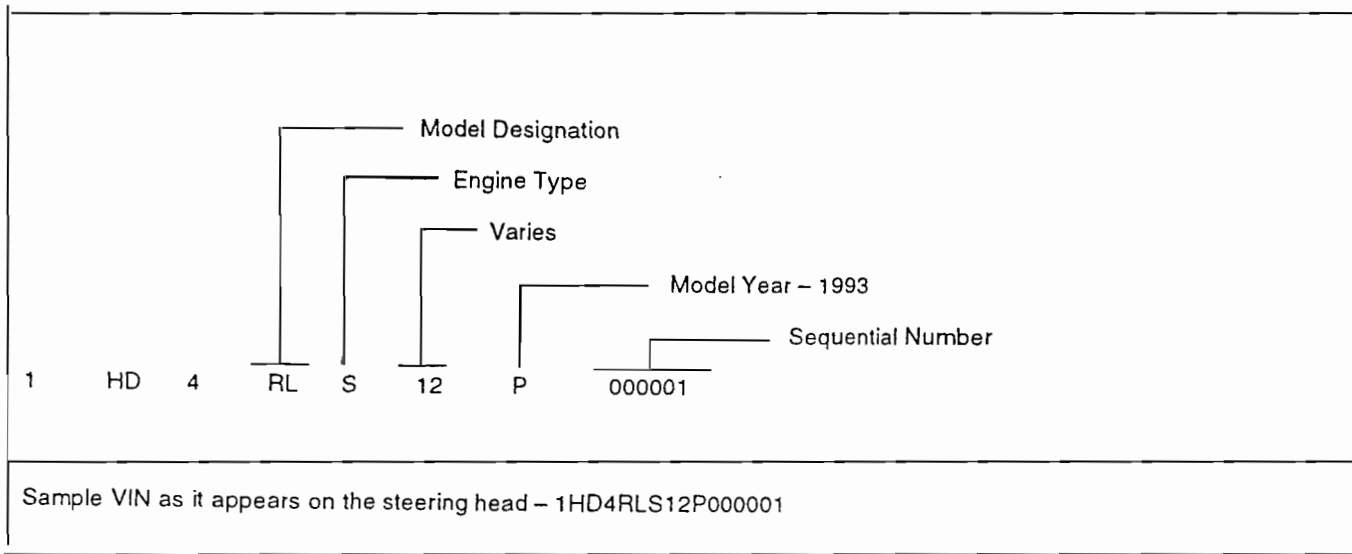 Model Designation
Engine Type
Varies
Model Year – 1993
Sequential Number
1 HD 4 RL S 12 P 000001
Sample VIN as it appears on the steering head – 1HD4RLS12P000001